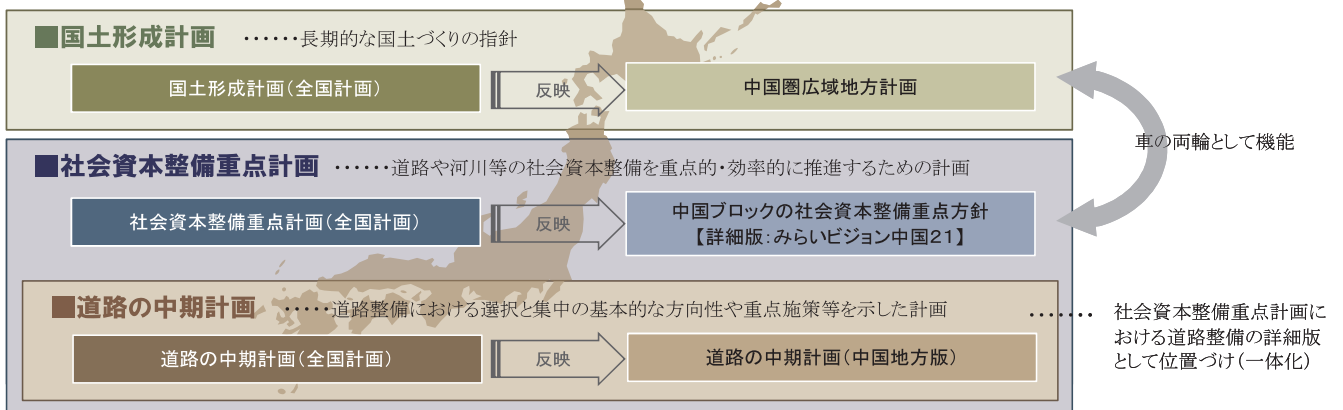 ■国土形成計画 ……長期的な国土づくりの指針
国土形成計画(全国計画)
反映
中国圏広域地方計画
車の両輪として機能
■社会資本整備重点計画 ……道路や河川等の社会資本整備を重点的・効率的に推進するための計画
社会資本整備重点計画(全国計画)
反映
中国ブロックの社会資本整備重点方針
【詳細版:みらいビジョン中国21】
■道路の中期計画 ・・・・・道路整備における選択と集中の基本的な方向性や重点施策等を示した計画
道路の中期計画(全国計画)
反映
道路の中期計画(中国地方版)
・・・・・・・ 社会資本整備重点計画に
おける道路整備の詳細版
として位置づけ(一体化)